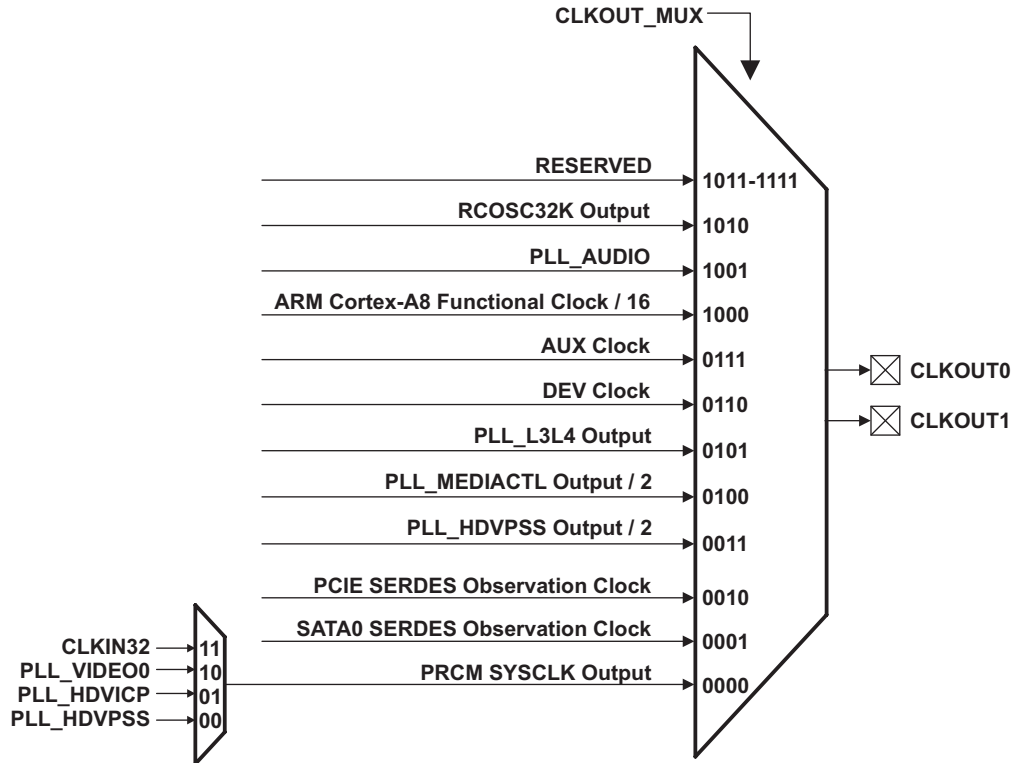 CLKOUT_MUX
RESERVED
1011-1111
RCOSC32K Output
1010
PLL_AUDIO
1001
ARM Cortex-A8 Functional Clock / 16
1000
AUX Clock
0111
DEV Clock
0110
PLL_L3L4 Output
0101
PLL_MEDIACTL Output / 2
0100
PLL_HDVPSS Output / 2
0011
PCIE SERDES Observation Clock
0010
SATA0 SERDES Observation Clock
0001
PRCM SYSCLK Output
0000
CLKIN32
11
PLL_VIDEO0
10
PLL_HDVICP
01
PLL_HDVPSS
00
CLKOUT0
CLKOUT1